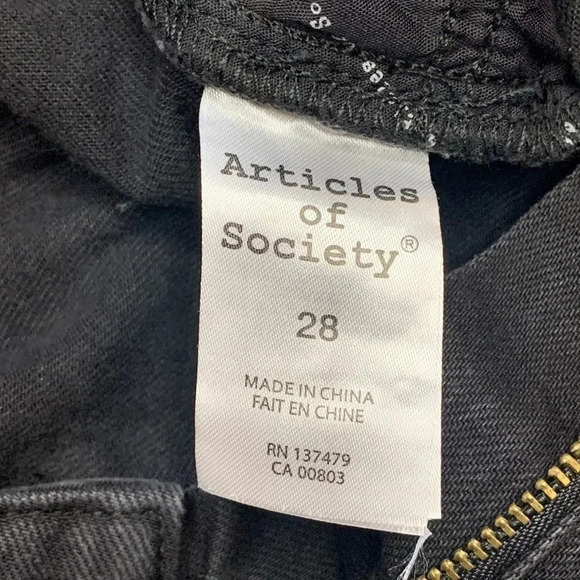 Articles
of
Society®
28
MADE IN CHINA
FAIT EN CHINE
RN 137479
CA 00803